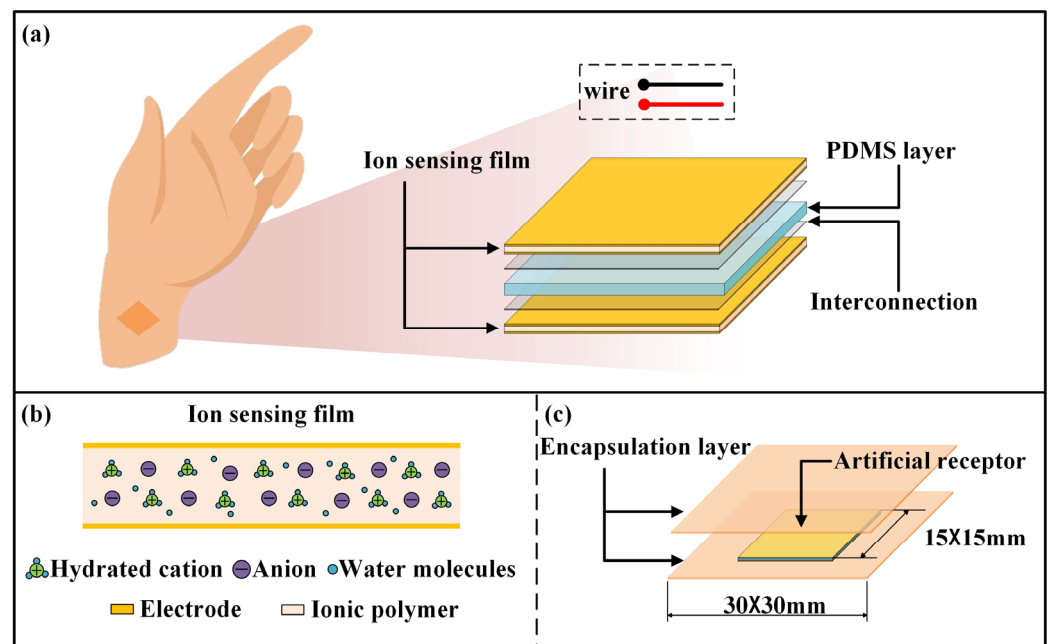 (a)
wire
Ion sensing film
PDMS layer
Interconnection
(b)
Ion sensing film
Hydrated cation
Anion
Water molecules
Electrode
Ionic polymer
(c)
Encapsulation layer
Artificial receptor
15X15mm
30X30mm